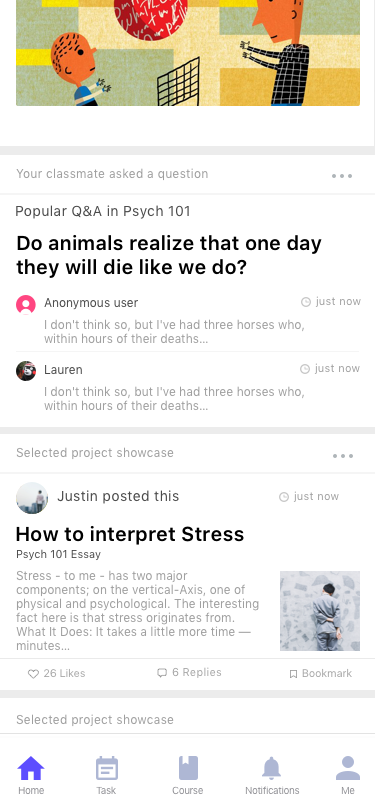 Your classmate asked a question
Popular Q&A in Psych 101
Do animals realize that one day
they will die like we do?
Anonymous user
just now
I don't think so, but I've had three horses who,
within hours of their deaths...
Lauren
just now
I don't think so, but I've had three horses who,
within hours of their deaths...
Selected project showcase
Justin posted this
just now
How to interpret Stress
Psych 101 Essay
Stress - to me - has two major
components; on the vertical-Axis, one of
physical and psychological. The interesting
fact here is that stress originates from.
What It Does: It takes a little more time —
minutes...
26 Likes
6 Replies
Bookmark
Selected project showcase
Home
Task
Course
Notifications
Me